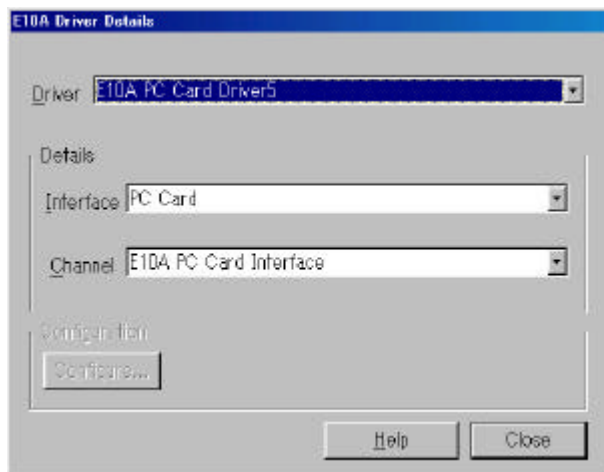 E10A Driver Details
Driver E10A PC Card Driver5
Details
Interface PC Card
Channel E10A PC Card Interface
Configuration
Configure...
Help Close